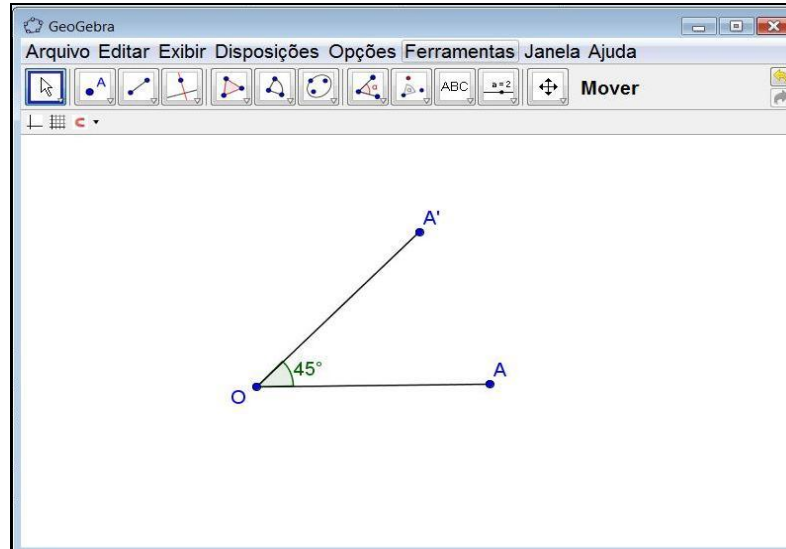 GeoGebra
Arquivo Editar Exibir Disposições Opções Ferramentas Janela Ajuda
A ABC a=2 Mover
A'
45°
A
O